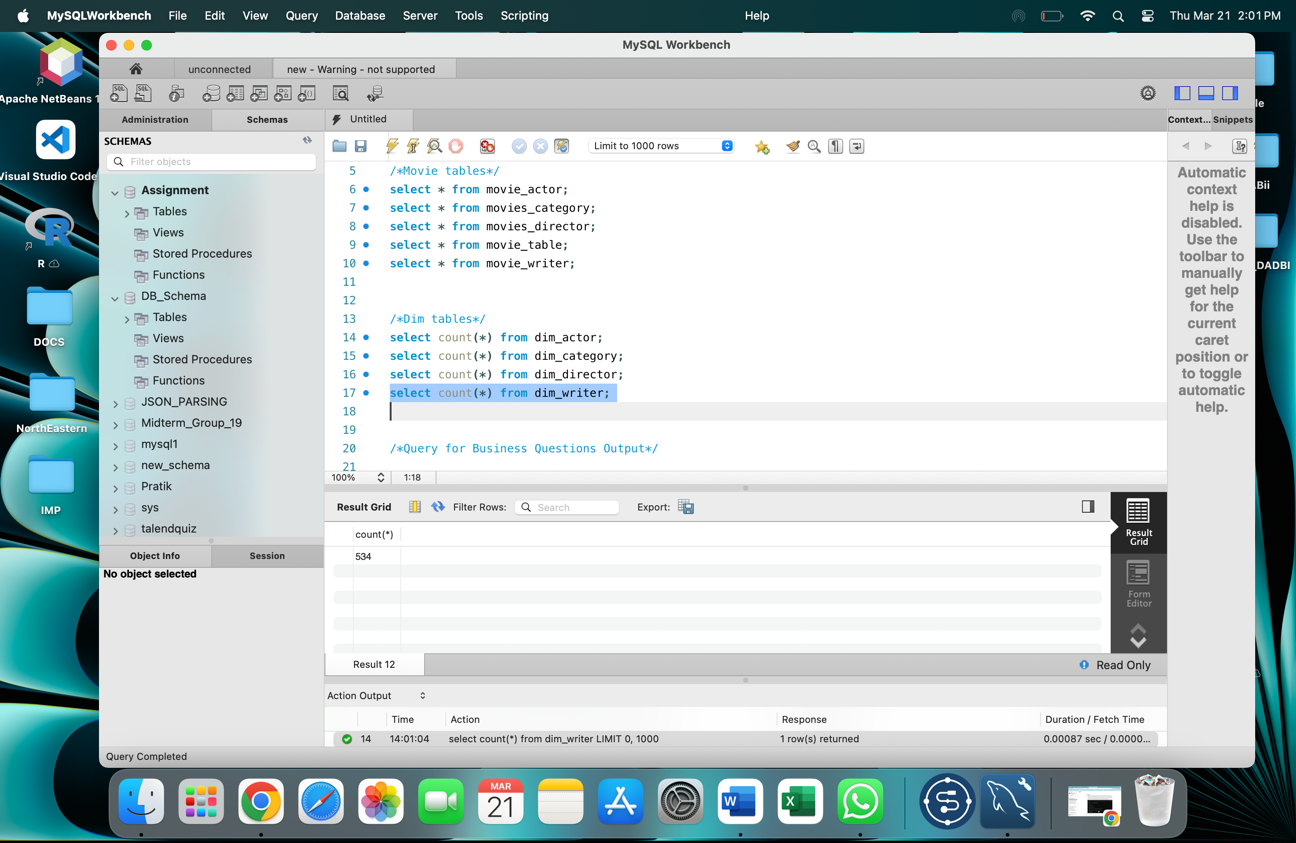 MySQLWorkbench File Edit View Query Database Server Tools Scripting Help Thu Mar 21 2:01 PM
MySQL Workbench
unconnected new - Warning - not supported
Administration Schemas Untitled Context... Snippets
SCHEMAS
Filter objects
Limit to 1000 rows
Assignment
Tables
Views
Stored Procedures
Functions
DB_Schema
Tables
Views
Stored Procedures
Functions
JSON_PARSING
Midterm_Group_19
mysql1
new_schema
Pratik
sys
talendquiz
Object Info Session
No object selected
5 /*Movie tables*/
6 select * from movie_actor;
7 select * from movies_category;
8 select * from movies_director;
9 select * from movie_table;
10 select * from movie_writer;
11
12
13 /*Dim tables*/
14 select count(*) from dim_actor;
15 select count(*) from dim_category;
16 select count(*) from dim_director;
17 select count(*) from dim_writer;
18
19
20 /*Query for Business Questions Output*/
21
100% 1:18
Automatic
context
help is
disabled.
Use the
toolbar to
manually
get help
for the
current
caret
position or
to toggle
automatic
help.
Result Grid Filter Rows: Search Export:
count(*)
534
Result
Grid
Form
Editor
Result 12 Read Only
Action Output
Time Action Response Duration / Fetch Time
14 14:01:04 select count(*) from dim_writer LIMIT 0, 1000 1 row(s) returned 0.00087 sec / 0.0000...
Query Completed
Apache NetBeans 1
Visual Studio Code
R
DOCS
NorthEastern
IMP
le
Bii
_DADBI
MAR
21